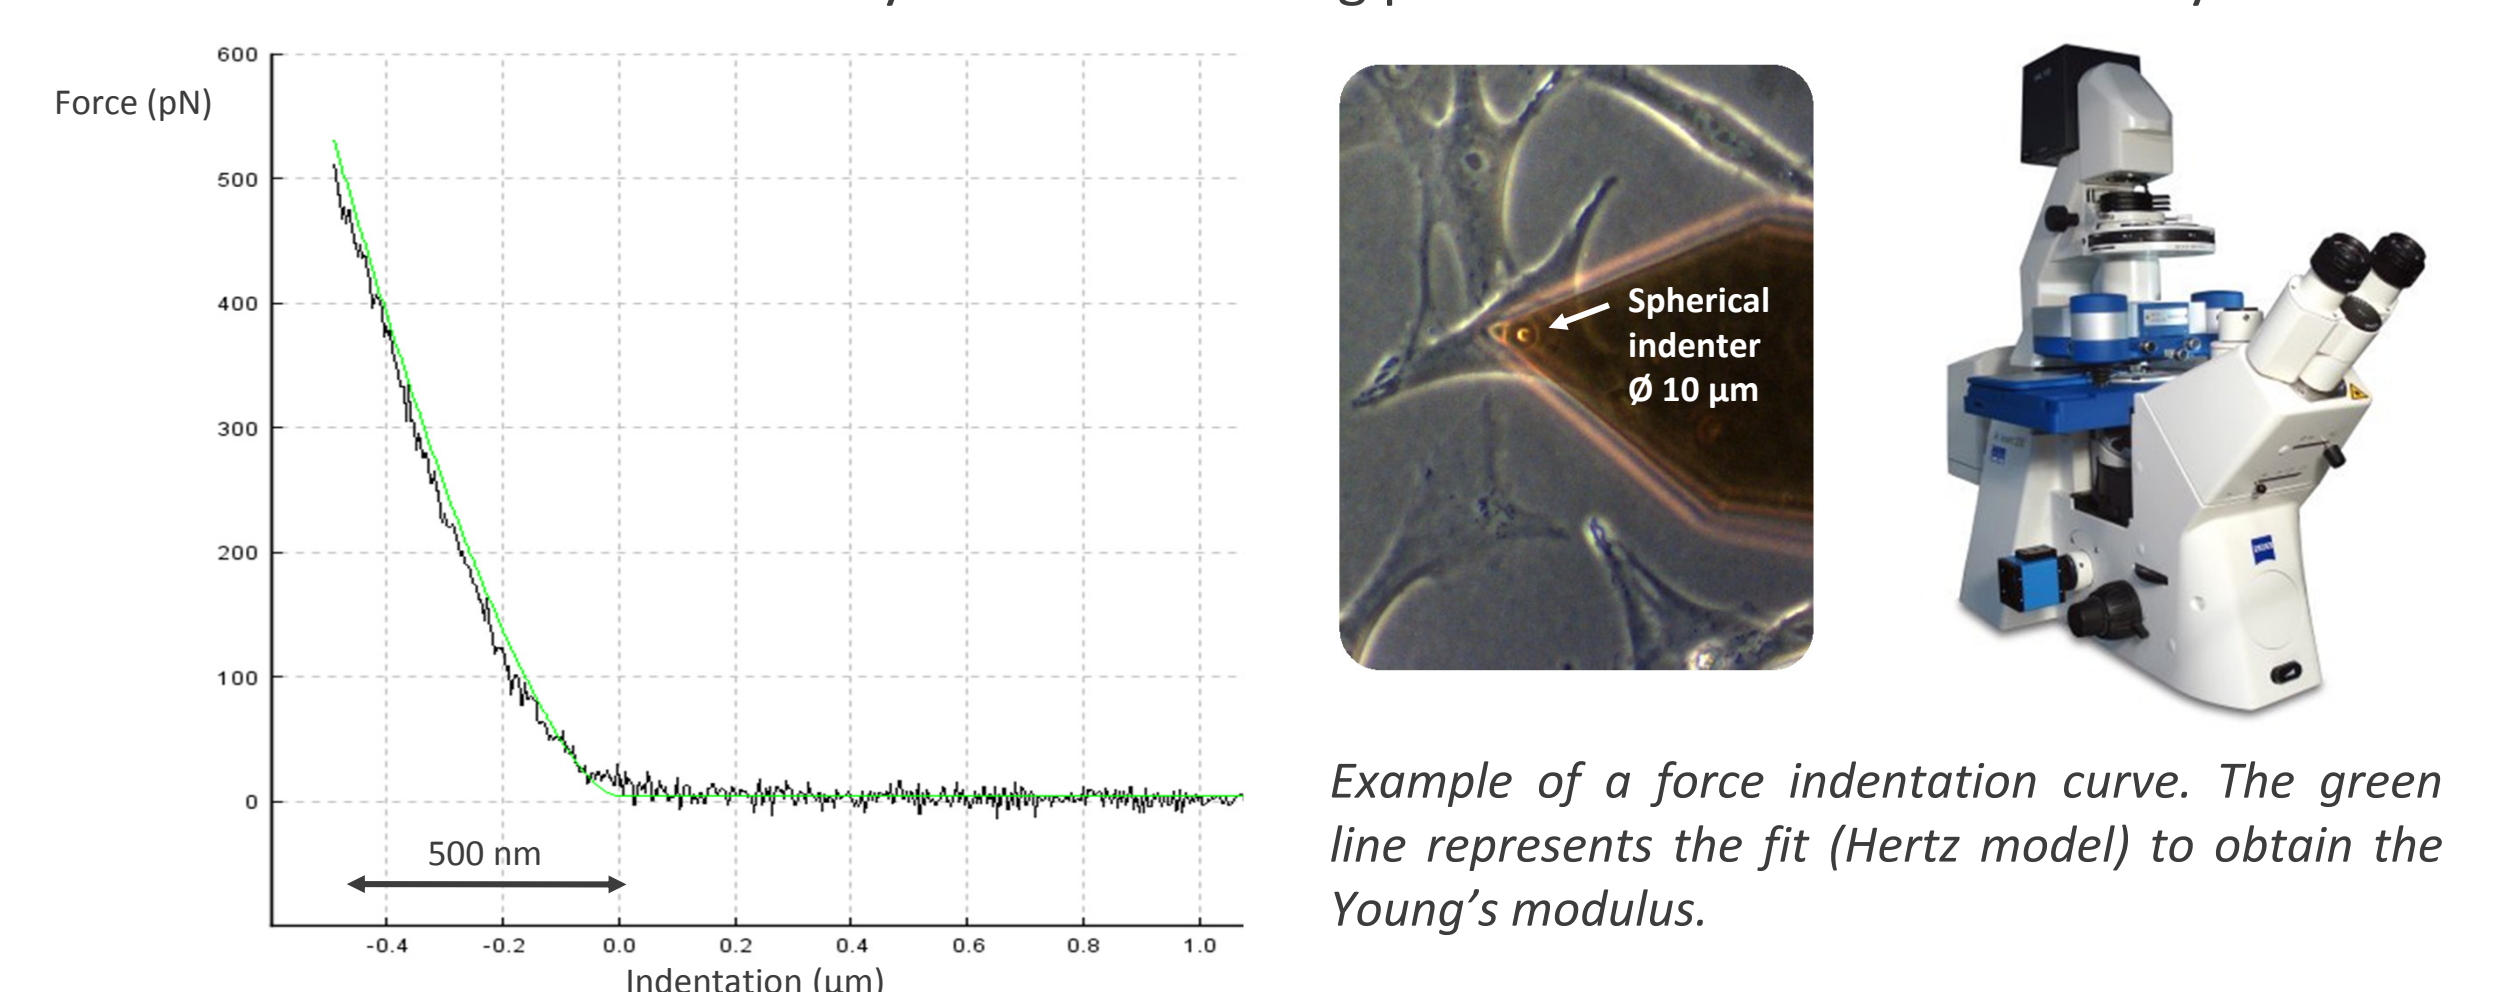 600
Force (pN)
500
400
300
200
100
0
500 nm
-0.4 -0.2 0.0 0.2 0.4 0.6 0.8 1.0
Indentation (µm)
Spherical
indenter
Ø 10 µm
Example of a force indentation curve. The green
line represents the fit (Hertz model) to obtain the
Young’s modulus.